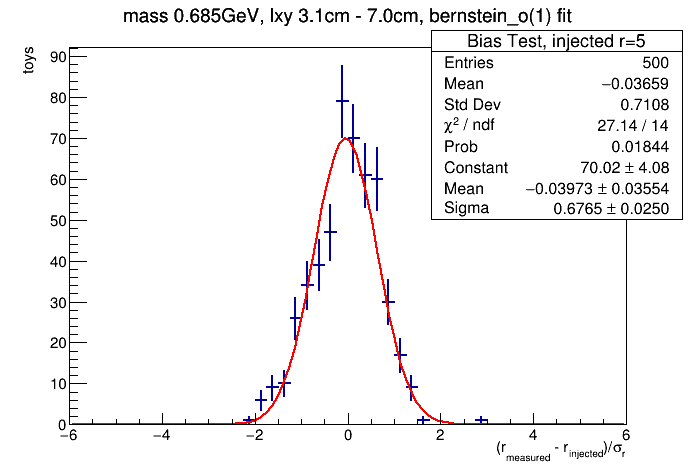 mass 0.685GeV, lxy 3.1cm - 7.0cm, bernstein_o(1) fit
Bias Test, injected r=5
Entries 500
Mean −0.03659
Std Dev 0.7108
χ² / ndf 27.14 / 14
Prob 0.01844
Constant 70.02 ± 4.08
Mean −0.03973 ± 0.03554
Sigma 0.6765 ± 0.0250
toys
90
80
70
60
50
40
30
20
10
0
−6 −4 −2 0 2 4 6
(r_measured - r_injected)/σ_r